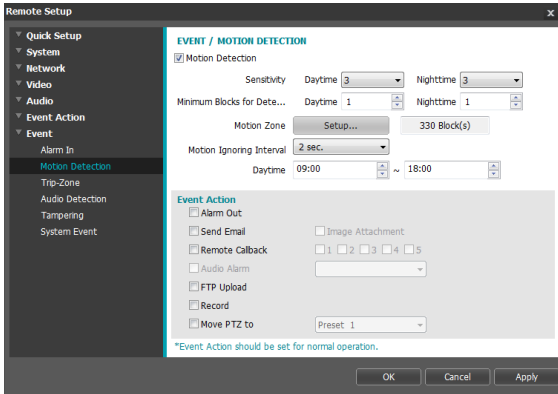 Remote Setup
x
Quick Setup
System
Network
Video
Audio
Event Action
Event
Alarm In
Motion Detection
Trip-Zone
Audio Detection
Tampering
System Event
EVENT / MOTION DETECTION
Motion Detection
Sensitivity Daytime 3 Nighttime 3
Minimum Blocks for Dete... Daytime 1 Nighttime 1
Motion Zone Setup... 330 Block(s)
Motion Ignoring Interval 2 sec.
Daytime 09:00 ~ 18:00
Event Action
Alarm Out
Send Email Image Attachment
Remote Callback 1 2 3 4 5
Audio Alarm
FTP Upload
Record
Move PTZ to Preset 1
*Event Action should be set for normal operation.
OK Cancel Apply